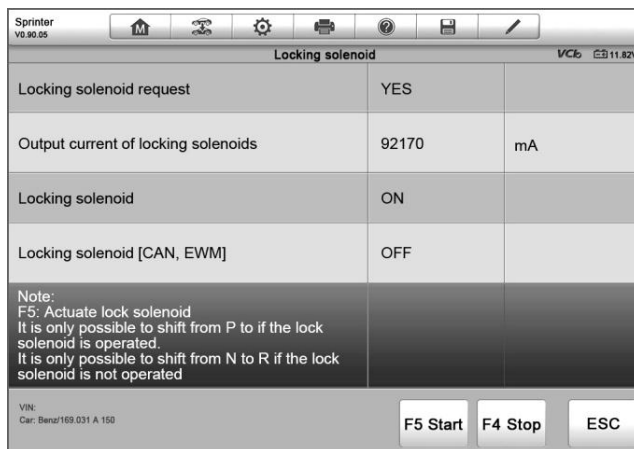 Sprinter
V0.90.05
Locking solenoid
VCI
11.82V
Locking solenoid request YES
Output current of locking solenoids 92170 mA
Locking solenoid ON
Locking solenoid [CAN, EWM] OFF
Note:
F5: Actuate lock solenoid
It is only possible to shift from P to if the lock
solenoid is operated.
It is only possible to shift from N to R if the lock
solenoid is not operated
VIN:
Car: Benz/169.031 A 150
F5 Start F4 Stop ESC